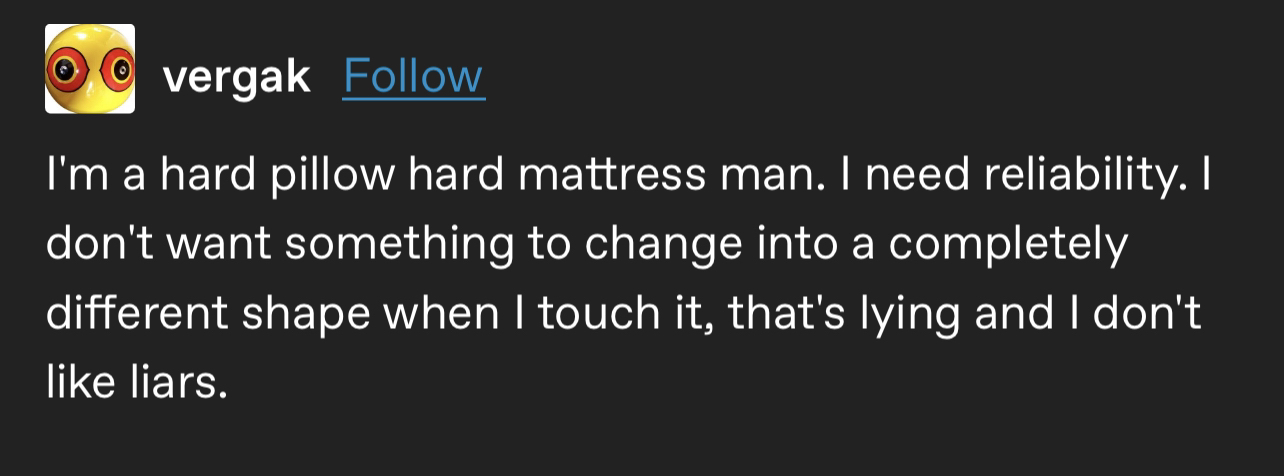 vergak Follow
I'm a hard pillow hard mattress man. I need reliability. I
don't want something to change into a completely
different shape when I touch it, that's lying and I don't
like liars.